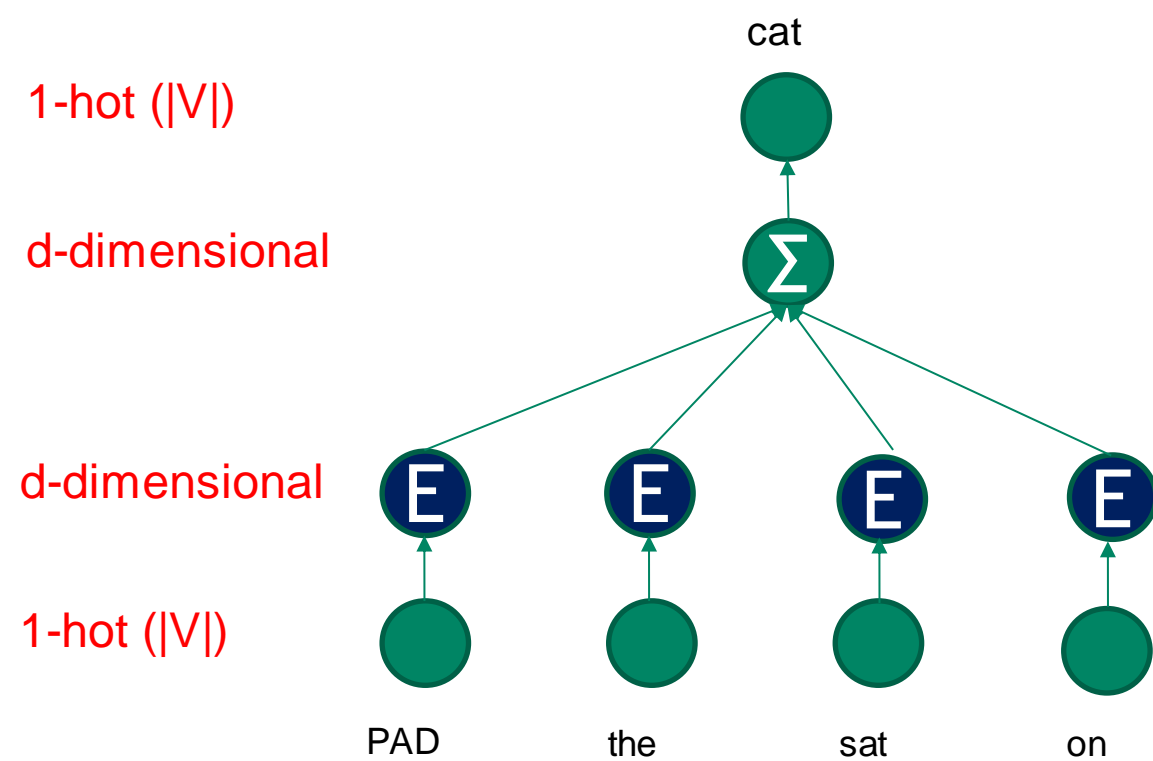 cat
1-hot (|V|)
d-dimensional
Σ
d-dimensional
E E E E
1-hot (|V|)
PAD the sat on